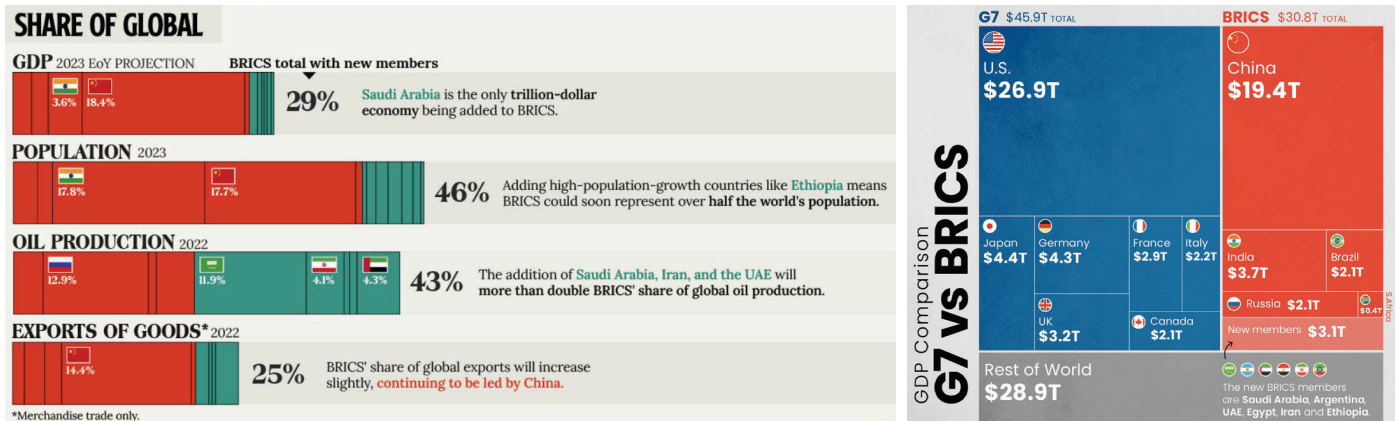 SHARE OF GLOBAL
GDP 2023 EoY PROJECTION
BRICS total with new members
3.6%
18.4%
29%
Saudi Arabia is the only trillion-dollar
economy being added to BRICS.
POPULATION 2023
17.8%
17.7%
46%
Adding high-population-growth countries like Ethiopia means
BRICS could soon represent over half the world's population.
OIL PRODUCTION 2022
12.9%
11.9%
4.1%
4.3%
43%
The addition of Saudi Arabia, Iran, and the UAE will
more than double BRICS' share of global oil production.
EXPORTS OF GOODS* 2022
14.4%
25%
BRICS' share of global exports will increase
slightly, continuing to be led by China.
*Merchandise trade only.
GDP Comparison
G7 vs BRICS
G7 $45.9T TOTAL
U.S.
$26.9T
Japan
$4.4T
Germany
$4.3T
UK
$3.2T
France
$2.9T
Italy
$2.2T
Canada
$2.1T
BRICS $30.8T TOTAL
China
$19.4T
India
$3.7T
Brazil
$2.1T
Russia $2.1T
$0.4T
S.Africa
New members $3.1T
Rest of World
$28.9T
The new BRICS members
are Saudi Arabia, Argentina,
UAE, Egypt, Iran and Ethiopia